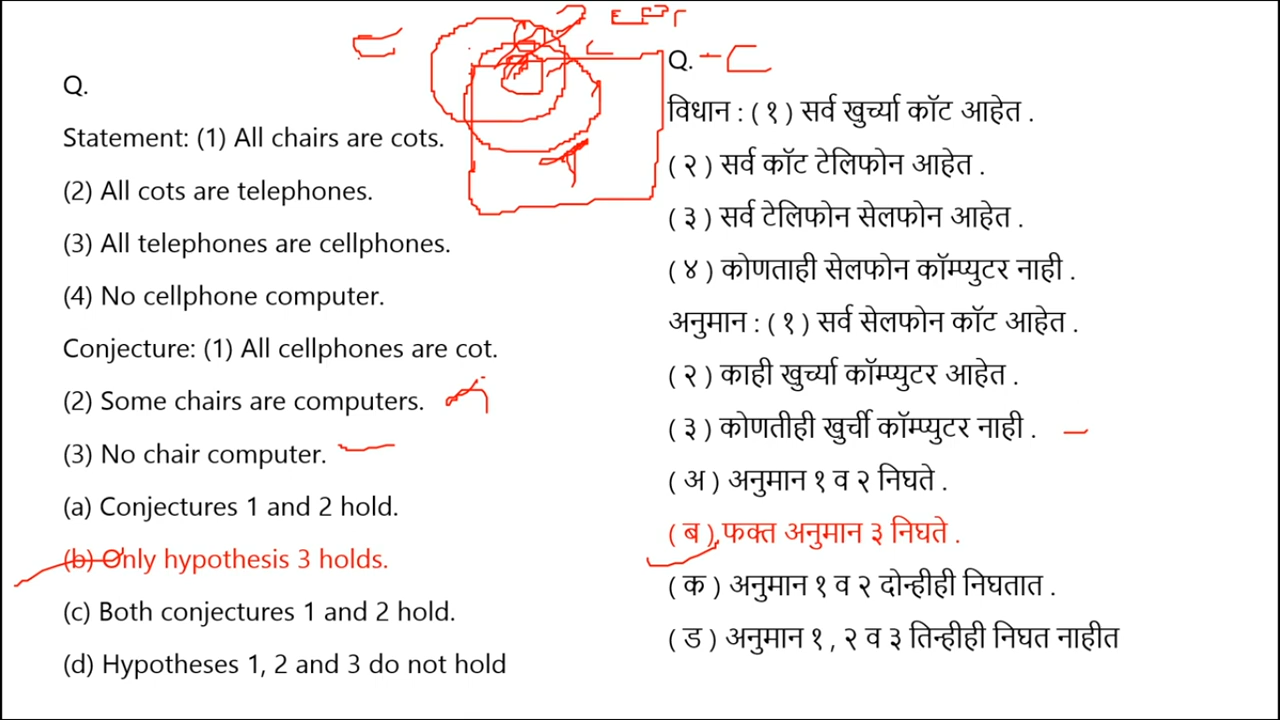 Q.
Statement: (1) All chairs are cots.
(2) All cots are telephones.
(3) All telephones are cellphones.
(4) No cellphone computer.
Conjecture: (1) All cellphones are cot.
(2) Some chairs are computers.
(3) No chair computer.
(a) Conjectures 1 and 2 hold.
(b) Only hypothesis 3 holds.
(c) Both conjectures 1 and 2 hold.
(d) Hypotheses 1, 2 and 3 do not hold
Q.
विधान : ( १ ) सर्व खुर्च्या कॉट आहेत .
( २ ) सर्व कॉट टेलिफोन आहेत .
( ३ ) सर्व टेलिफोन सेलफोन आहेत .
( ४ ) कोणताही सेलफोन कॉम्प्युटर नाही .
अनुमान : ( १ ) सर्व सेलफोन कॉट आहेत .
( २ ) काही खुर्च्या कॉम्प्युटर आहेत .
( ३ ) कोणतीही खुर्ची कॉम्प्युटर नाही .
( अ ) अनुमान १ व २ निघते .
( ब ) फक्त अनुमान ३ निघते .
( क ) अनुमान १ व २ दोन्हीही निघतात .
( ड ) अनुमान १ , २ व ३ तिन्हीही निघत नाहीत